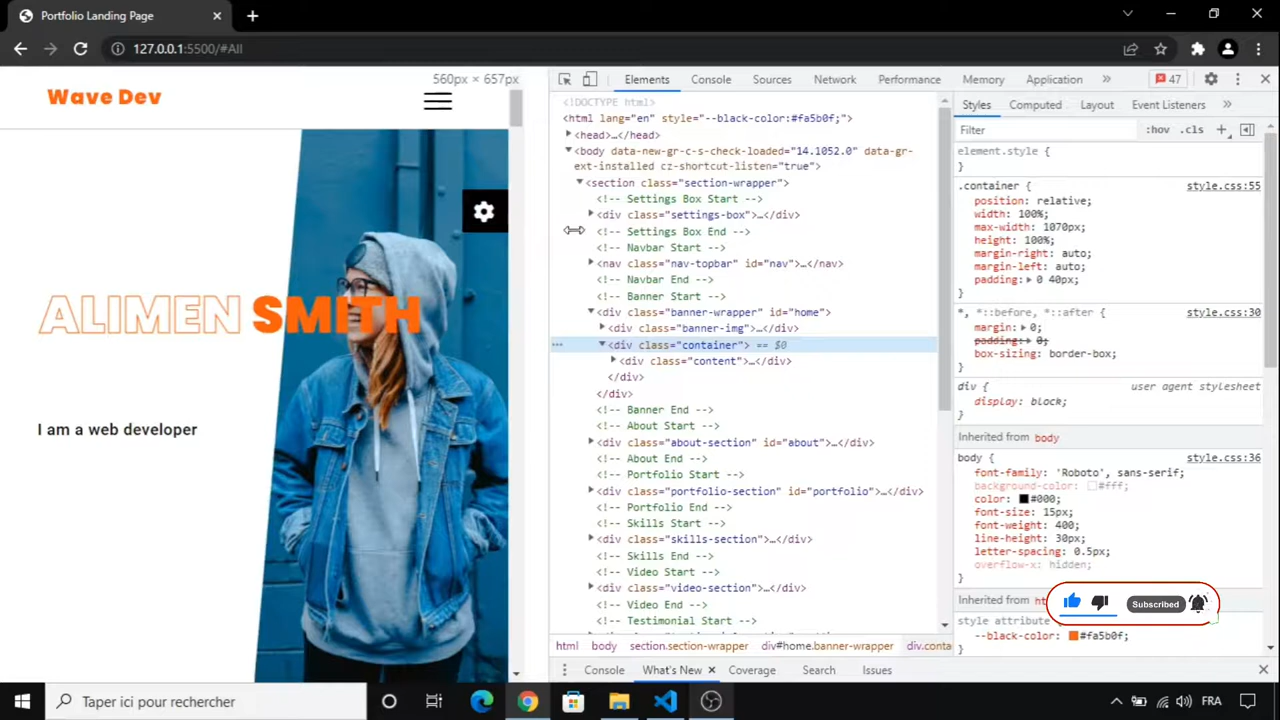 Portfolio Landing Page
127.0.0.1:5500/#All
560px × 657px
Wave Dev
ALIMEN SMITH
I am a web developer
Elements
Console
Sources
Network
Performance
Memory
Application
47
<!DOCTYPE html>
<html lang="en" style="--black-color:#fa5b0f;">
<head>…</head>
<body data-new-gr-c-s-check-loaded="14.1052.0" data-gr-
ext-installed cz-shortcut-listen="true">
<section class="section-wrapper">
<!-- Settings Box Start -->
<div class="settings-box">…</div>
<!-- Settings Box End -->
<!-- Navbar Start -->
<nav class="nav-topbar" id="nav">…</nav>
<!-- Navbar End -->
<!-- Banner Start -->
<div class="banner-wrapper" id="home">
<div class="banner-img">…</div>
<div class="container"> == $0
<div class="content">…</div>
</div>
</div>
<!-- Banner End -->
<!-- About Start -->
<div class="about-section" id="about">…</div>
<!-- About End -->
<!-- Portfolio Start -->
<div class="portfolio-section" id="portfolio">…</div>
<!-- Portfolio End -->
<!-- Skills Start -->
<div class="skills-section">…</div>
<!-- Skills End -->
<!-- Video Start -->
<div class="video-section">…</div>
<!-- Video End -->
<!-- Testimonial Start -->
html body section.section-wrapper div#home.banner-wrapper div.conta
Styles
Computed
Layout
Event Listeners
Filter
:hov .cls
element.style {
}
.container { style.css:55
position: relative;
width: 100%;
max-width: 1070px;
height: 100%;
margin-right: auto;
margin-left: auto;
padding: 0 40px;
}
*, *::before, *::after { style.css:30
margin: 0;
padding: 0;
box-sizing: border-box;
}
div { user agent stylesheet
display: block;
}
Inherited from body
body { style.css:36
font-family: 'Roboto', sans-serif;
background-color: #fff;
color: #000;
font-size: 15px;
font-weight: 400;
line-height: 30px;
letter-spacing: 0.5px;
overflow-x: hidden;
}
Inherited from
style attribute
--black-color: #fa5b0f;
}
Subscribed
Console
What's New
Coverage
Search
Issues
Taper ici pour rechercher
FRA